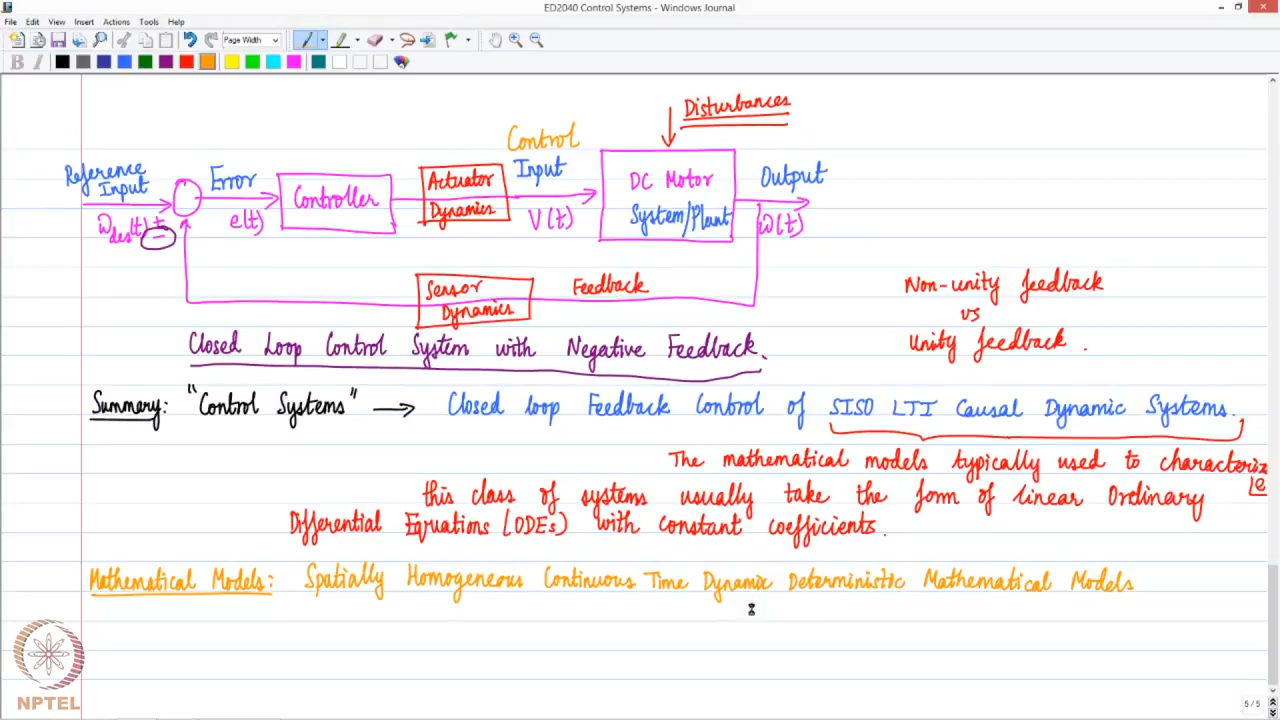 ED2040 Control Systems - Windows Journal
File Edit View Insert Actions Tools Help
Page Width
B I
Disturbances
Control
Input
V(t)
Reference
Input
ω_des(t) +
−
Error
e(t)
Controller
Actuator
Dynamics
DC Motor
System/Plant
Output
ω(t)
Sensor
Dynamics
Feedback
Non-unity feedback
vs
Unity feedback.
Closed Loop Control System with Negative Feedback.
Summary: "Control Systems" → Closed loop Feedback Control of SISO LTI Causal Dynamic Systems.
The mathematical models typically used to characterize
this class of systems usually take the form of linear Ordinary
Differential Equations (ODEs) with constant coefficients.
Mathematical Models: Spatially Homogeneous Continuous Time Dynamic Deterministic Mathematical Models
NPTEL
5 / 5